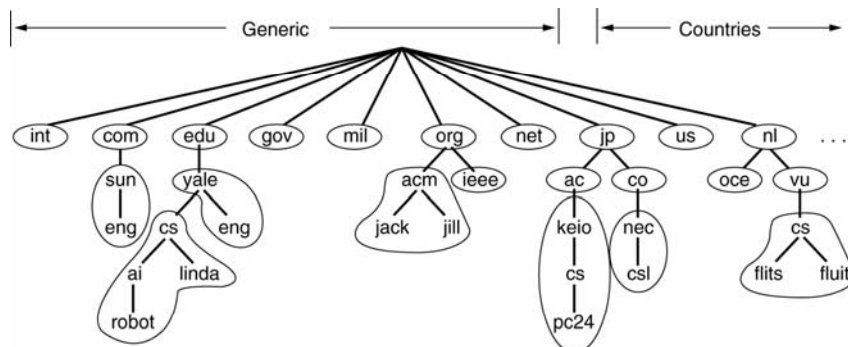 Generic Countries
int com edu gov mil org net jp us nl ...
sun yale acm ieee ac co oce vu
eng cs eng jack jill keio nec cs
ai linda cs csl flits fluit
robot pc24